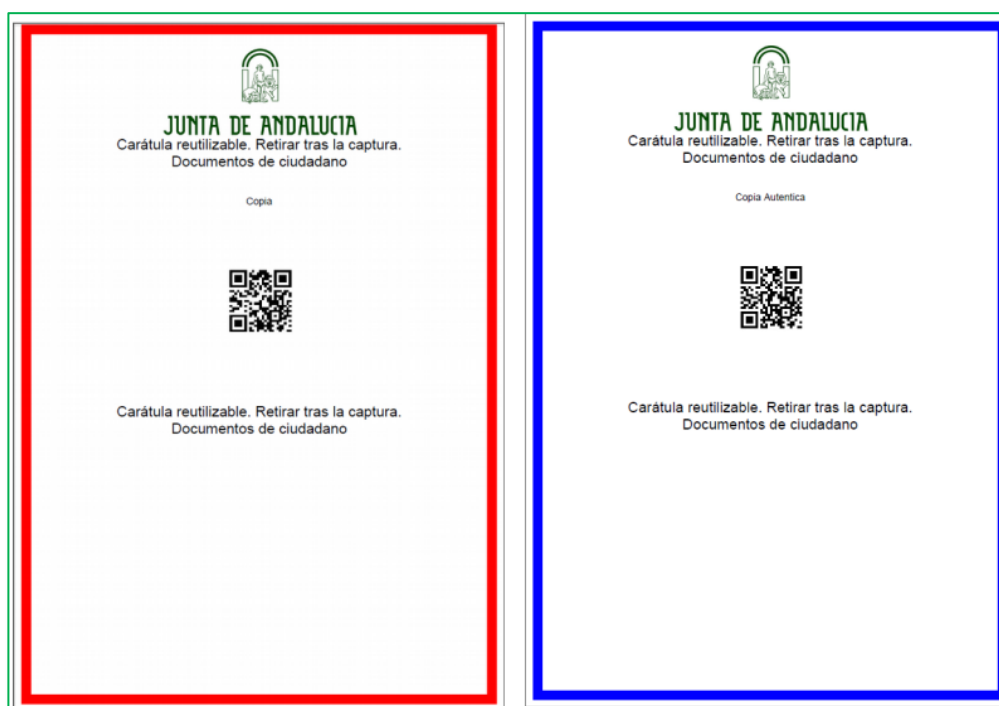 JUNTA DE ANDALUCIA
Carátula reutilizable. Retirar tras la captura.
Documentos de ciudadano
Copia
Carátula reutilizable. Retirar tras la captura.
Documentos de ciudadano
JUNTA DE ANDALUCIA
Carátula reutilizable. Retirar tras la captura.
Documentos de ciudadano
Copia Autentica
Carátula reutilizable. Retirar tras la captura.
Documentos de ciudadano